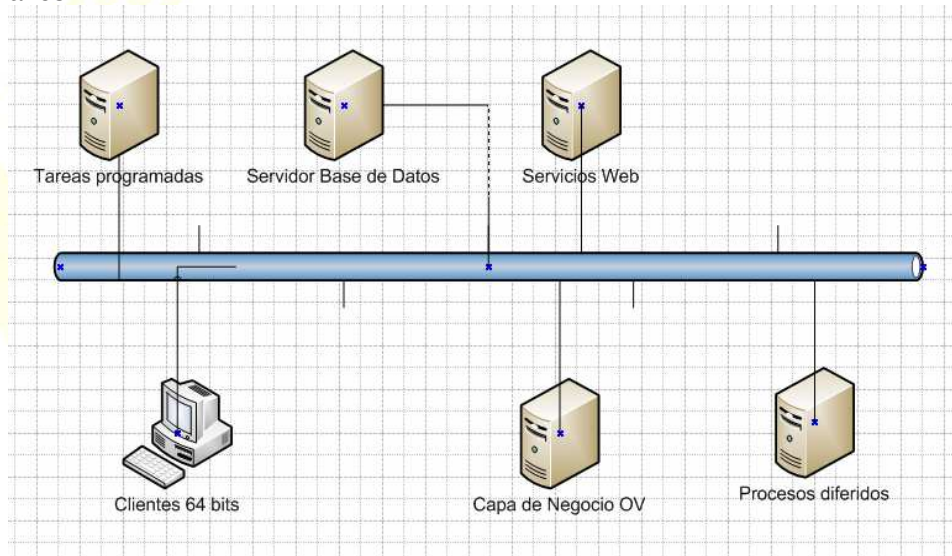 Tareas programadas
Servidor Base de Datos
Servicios Web
Clientes 64 bits
Capa de Negocio OV
Procesos diferidos